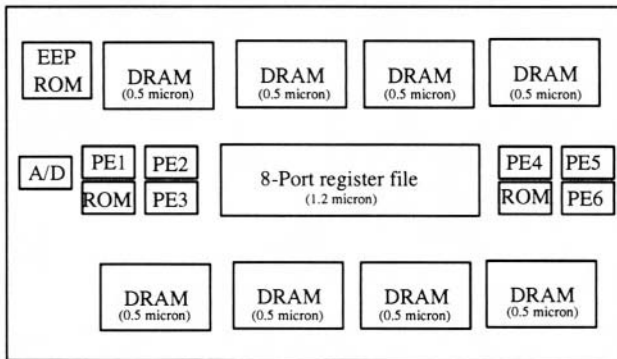 EEP
ROM
DRAM
(0.5 micron)
DRAM
(0.5 micron)
DRAM
(0.5 micron)
DRAM
(0.5 micron)
A/D
PE1
PE2
ROM
PE3
8-Port register file
(1.2 micron)
PE4
PE5
ROM
PE6
DRAM
(0.5 micron)
DRAM
(0.5 micron)
DRAM
(0.5 micron)
DRAM
(0.5 micron)